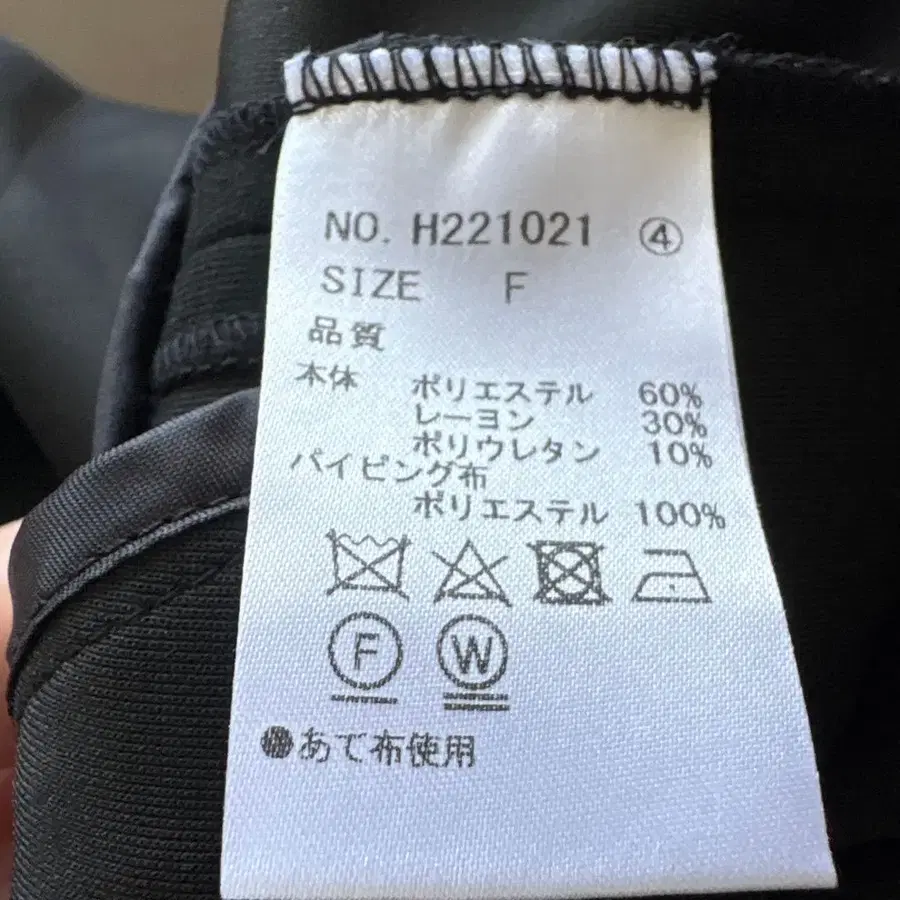 NO. H221021 ④
SIZE F
品質
本体 ポリエステル 60%
レーヨン 30%
ポリウレタン 10%
パイピング布
ポリエステル 100%
F W
●あて布使用